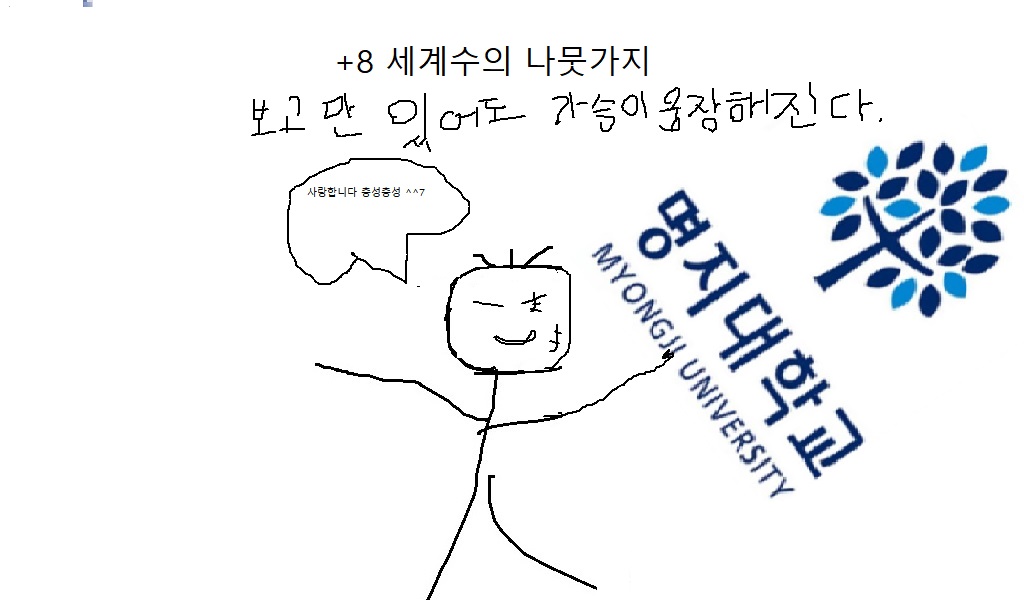 +8 세계수의 나뭇가지
보고만 있어도 가슴이 웅장해진다.
사랑합니다 충성충성 ^^7
명지대학교
MYONGJI UNIVERSITY